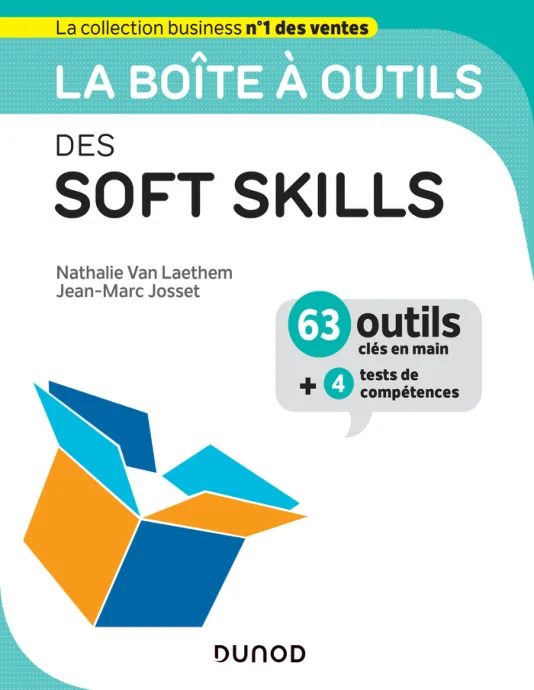 La collection business n°1 des ventes
LA BOÎTE À OUTILS
DES
SOFT SKILLS
Nathalie Van Laethem
Jean-Marc Josset
63 outils
clés en main
+ 4 tests de
compétences
DUNOD